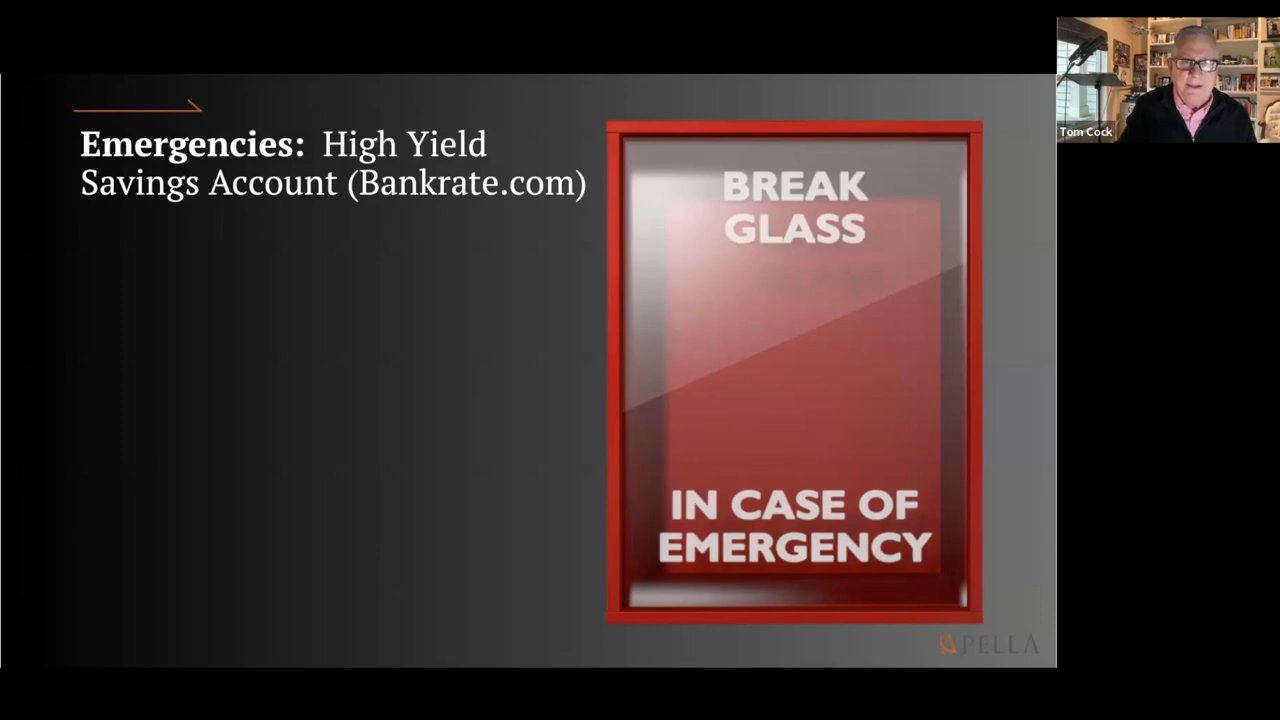 Emergencies: High Yield
Savings Account (Bankrate.com)
BREAK
GLASS
IN CASE OF
EMERGENCY
APELLA
Tom Cock